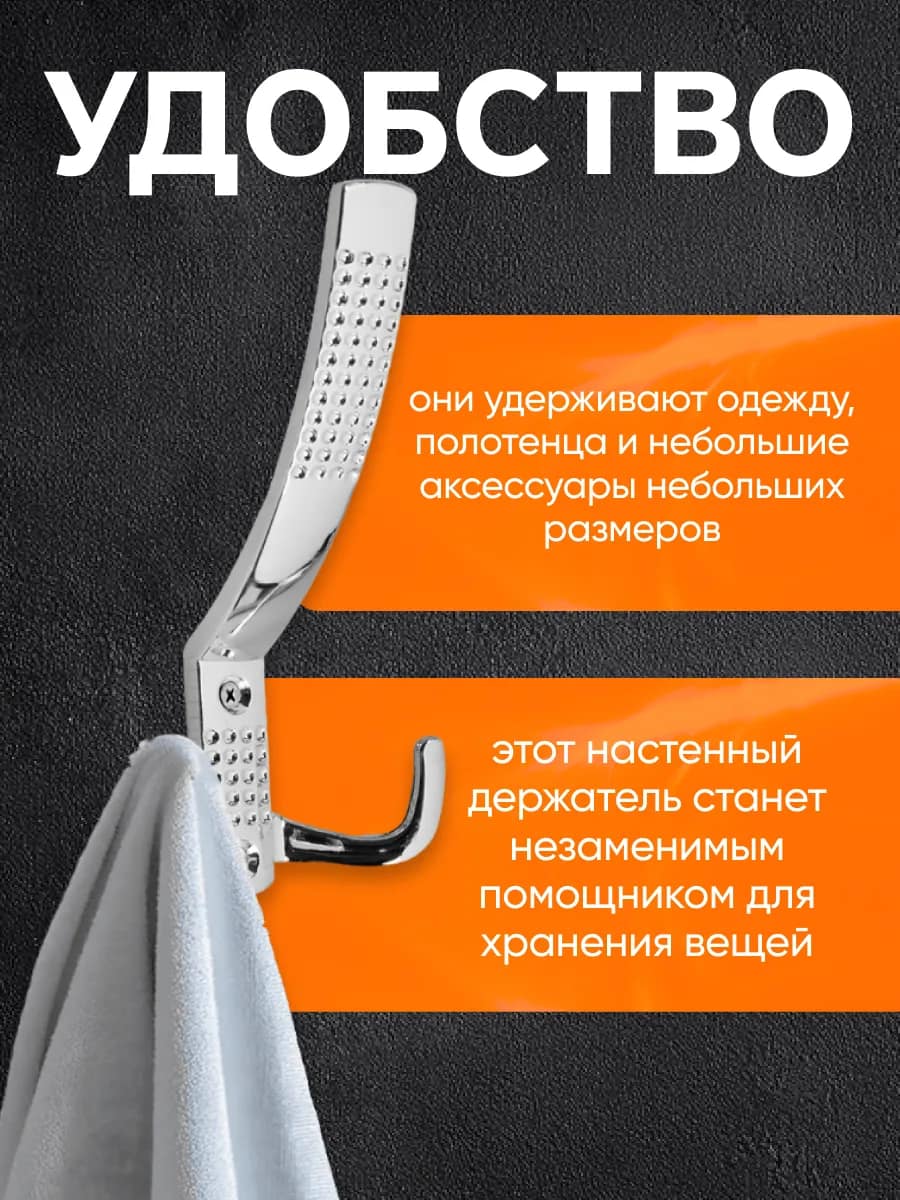 УДОБСТВО
они удерживают одежду,
полотенца и небольшие
аксессуары небольших
размеров
этот настенный
держатель станет
незаменимым
помощником для
хранения вещей